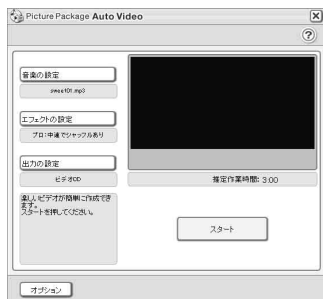 Picture Package Auto Video
音楽の設定
sweet01.mp3
エフェクトの設定
プロ:中速でシャッフルあり
出力の設定
ビデオCD
推定作業時間: 3:00
楽しいビデオが簡単に作成でき
ます。
スタートを押してください。
スタート
オプション